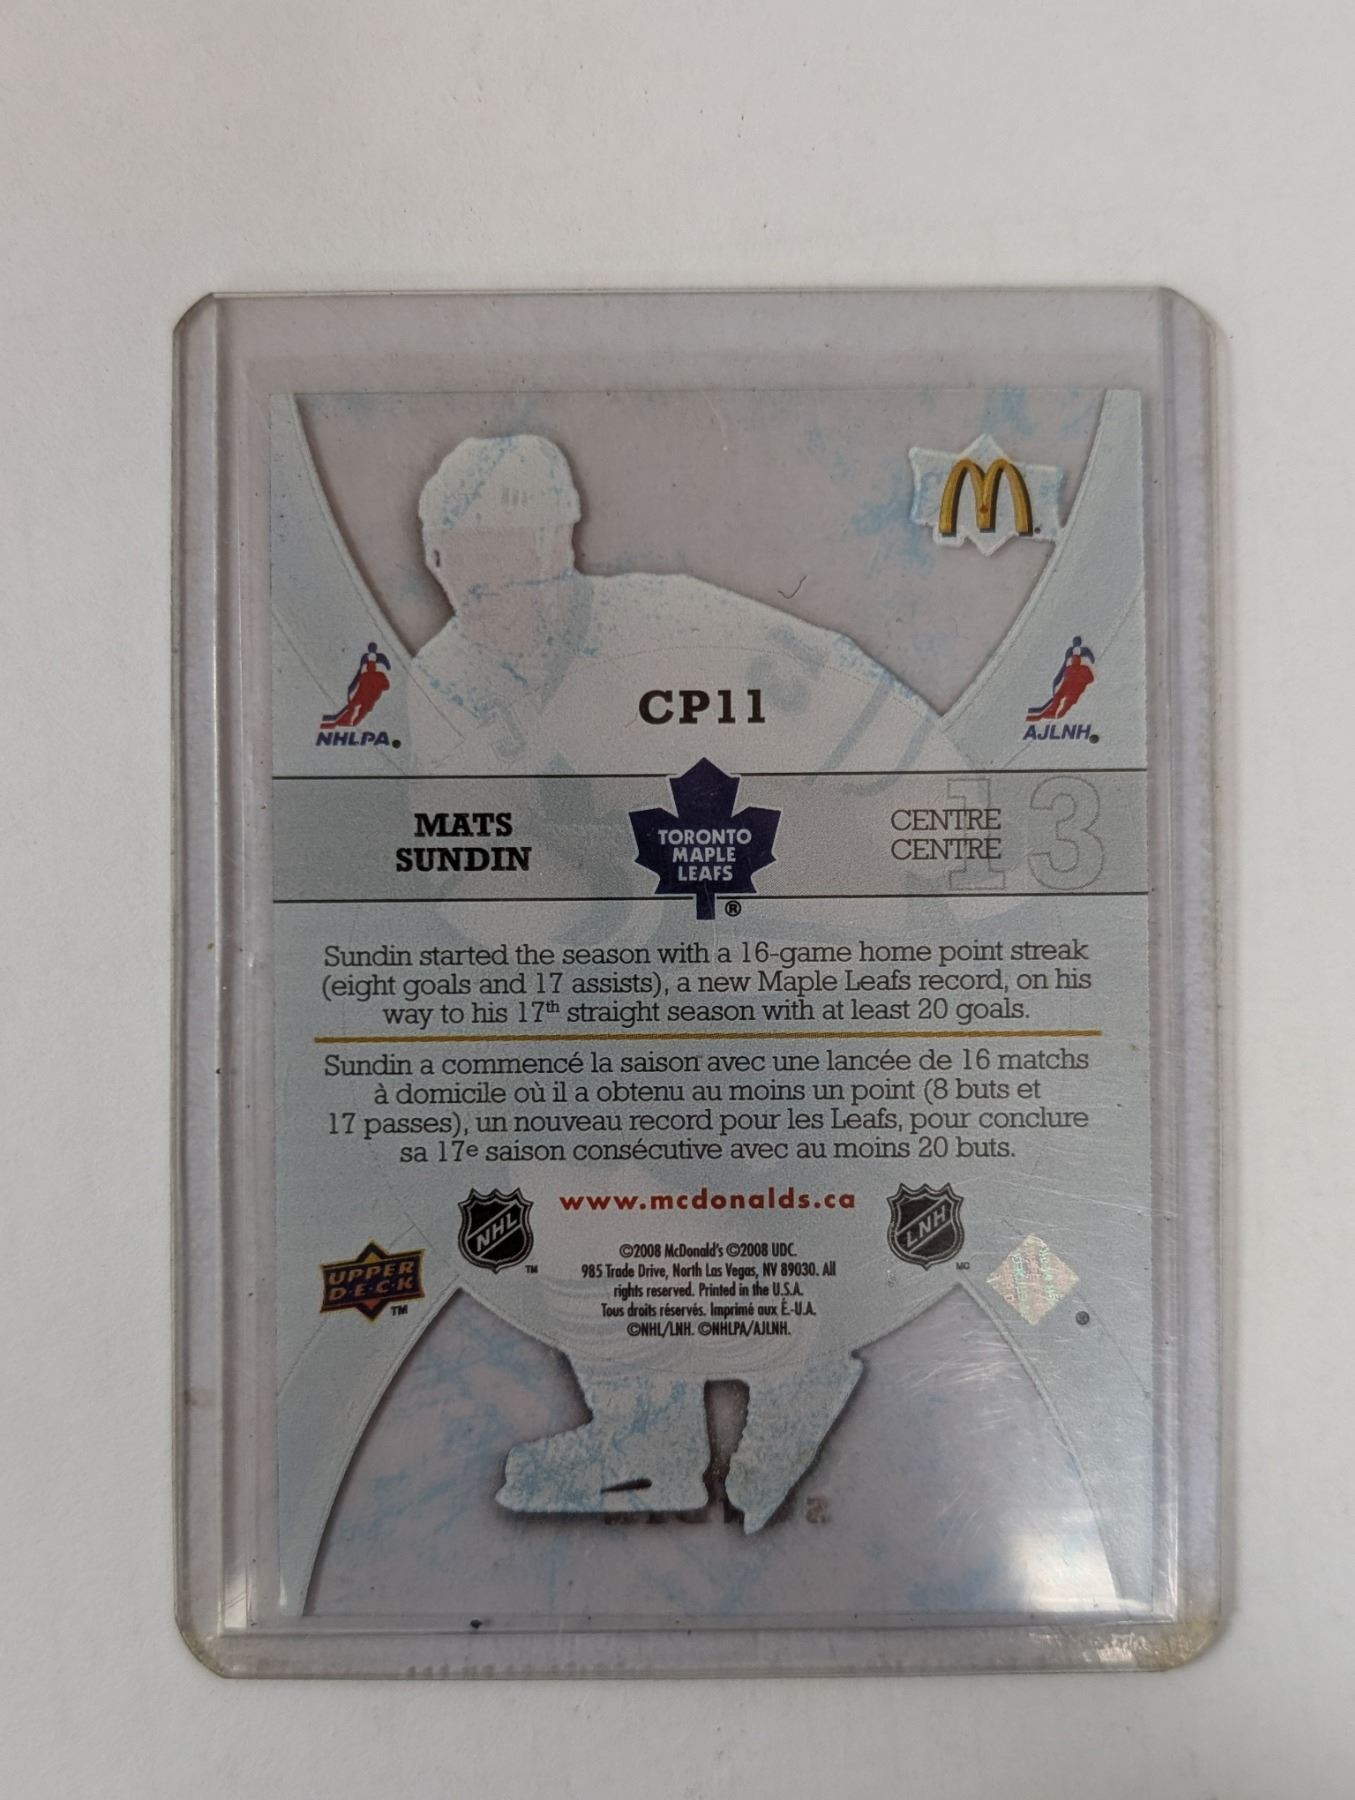 M
CP11
NHLPA®
AJLNH®
MATS
SUNDIN
TORONTO
MAPLE
LEAFS
®
13
CENTRE
CENTRE
Sundin started the season with a 16-game home point streak
(eight goals and 17 assists), a new Maple Leafs record, on his
way to his 17th straight season with at least 20 goals.
Sundin a commencé la saison avec une lancée de 16 matchs
à domicile où il a obtenu au moins un point (8 buts et
17 passes), un nouveau record pour les Leafs, pour conclure
sa 17e saison consécutive avec au moins 20 buts.
www.mcdonalds.ca
NHL
TM
LNH
MC
UPPER
DECK
TM
©2008 McDonald's ©2008 UDC.
985 Trade Drive, North Las Vegas, NV 89030. All
rights reserved. Printed in the U.S.A.
Tous droits réservés. Imprimé aux É.-U.A.
©NHL/LNH. ©NHLPA/AJLNH.
®